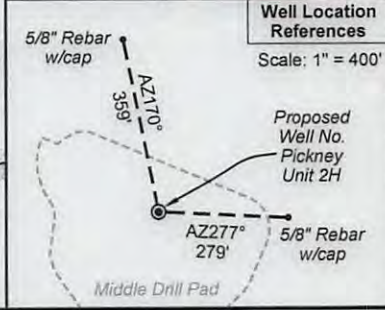 Well Location
References
Scale: 1" = 400'
5/8" Rebar
w/cap
AZ170°
359'
Proposed
Well No.
Pickney
Unit 2H
AZ277°
279'
5/8" Rebar
w/cap
Middle Drill Pad